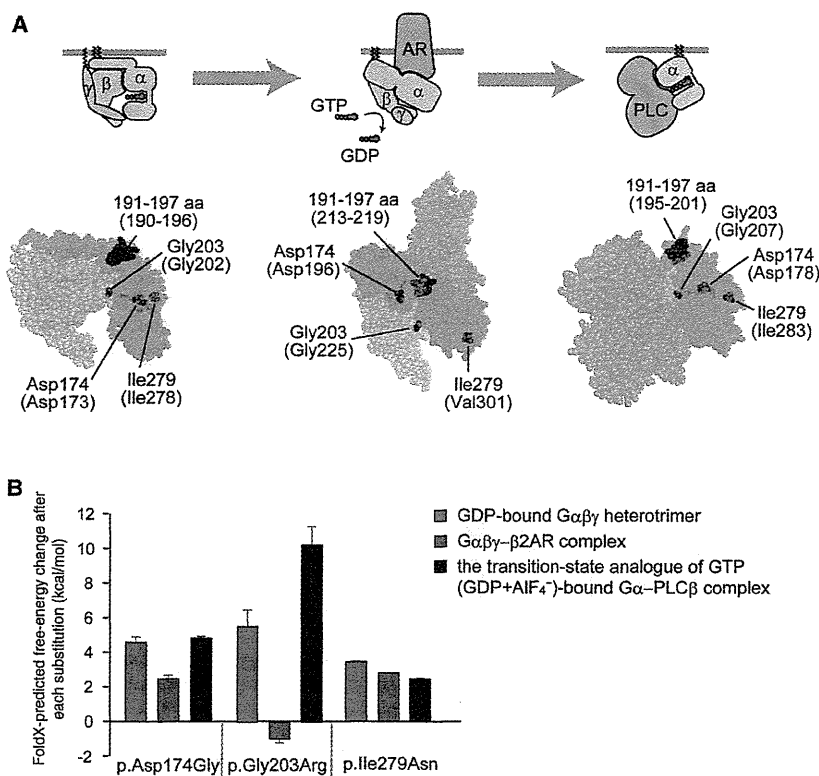 A
AR
γ
β
α
GTP
GDP
β
α
γ
α
PLC
191-197 aa
(190-196)
Gly203
(Gly202)
Asp174
(Asp173)
Ile279
(Ile278)
191-197 aa
(213-219)
Asp174
(Asp196)
Gly203
(Gly225)
Ile279
(Val301)
191-197 aa
(195-201)
Gly203
(Gly207)
Asp174
(Asp178)
Ile279
(Ile283)
B
FoldX-predicted free-energy change after
each substitution (kcal/mol)
12
10
8
6
4
2
0
-2
p.Asp174Gly
p.Gly203Arg
p.Ile279Asn
GDP-bound Gαβγ heterotrimer
Gαβγ–β2AR complex
the transition-state analogue of GTP
(GDP+AlF₄⁻)-bound Gα–PLCβ complex